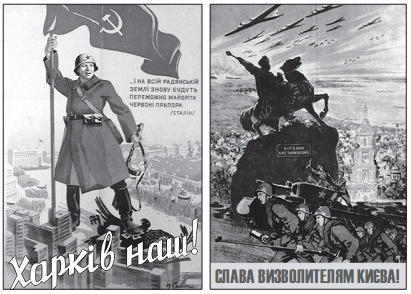 ...І НА ВСІЙ РАДЯНСЬКІЙ
ЗЕМЛІ ЗНОВУ БУДУТЬ
ПЕРЕМОЖНО МАЙОРІТИ
ЧЕРВОНІ ПРАПОРИ.
/СТАЛІН/
Харків наш!
БОГДАНУ
ХМЕЛЬНИЦЬКОМУ
СЛАВА ВИЗВОЛИТЕЛЯМ КИЄВА!